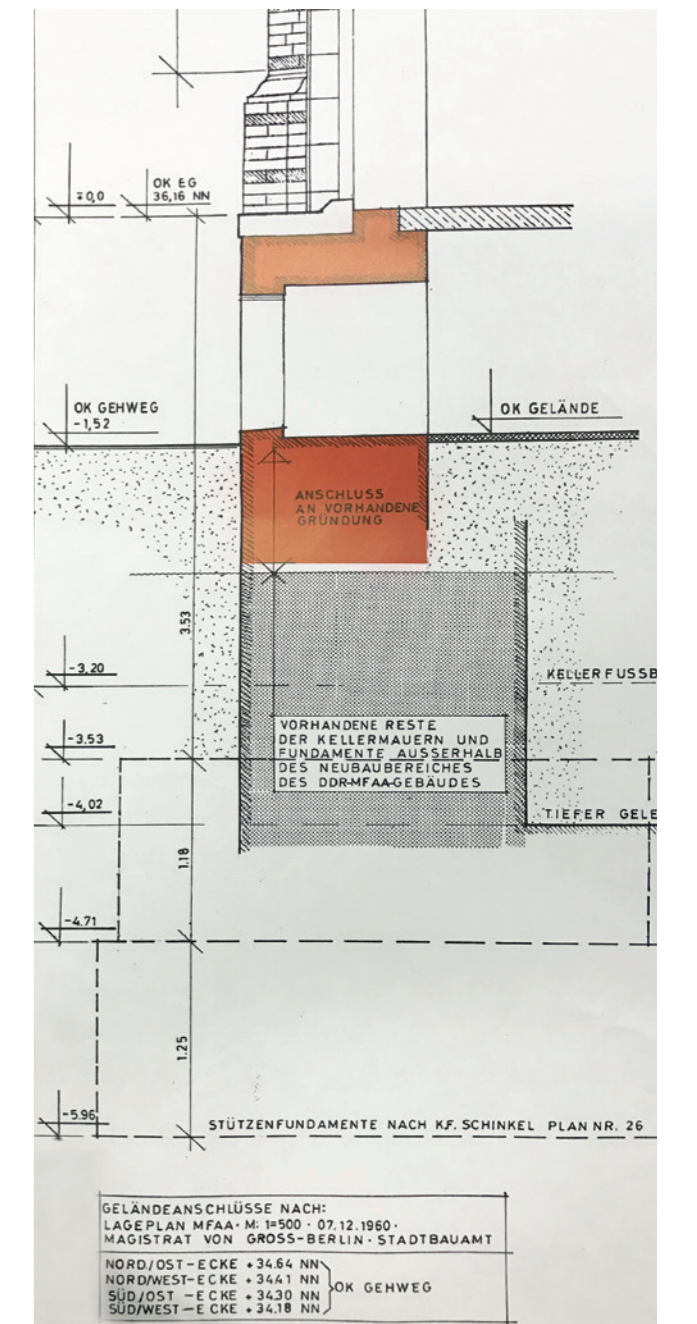 ∓0,0
OK EG
36,16 NN
OK GEHWEG
-1,52
OK GELÄNDE
ANSCHLUSS
AN VORHANDENE
GRÜNDUNG
3.53
-3,20
KELLERFUSSB
VORHANDENE RESTE
DER KELLERMAUERN UND
FUNDAMENTE AUSSERHALB
DES NEUBAUBEREICHES
DES DDR-MFAA-GEBÄUDES
-3.53
-4,02
TIEFER GELE
1.18
-4.71
1.25
-5.96
STÜTZENFUNDAMENTE NACH K.F. SCHINKEL PLAN NR. 26
GELÄNDEANSCHLÜSSE NACH:
LAGEPLAN MFAA · M: 1=500 · 07.12.1960 ·
MAGISTRAT VON GROSS-BERLIN · STADTBAUAMT
NORD/OST-ECKE +34.64 NN
NORD/WEST-ECKE +34.41 NN
SÜD/OST -ECKE +34.30 NN
SÜD/WEST-ECKE +34.18 NN
OK GEHWEG